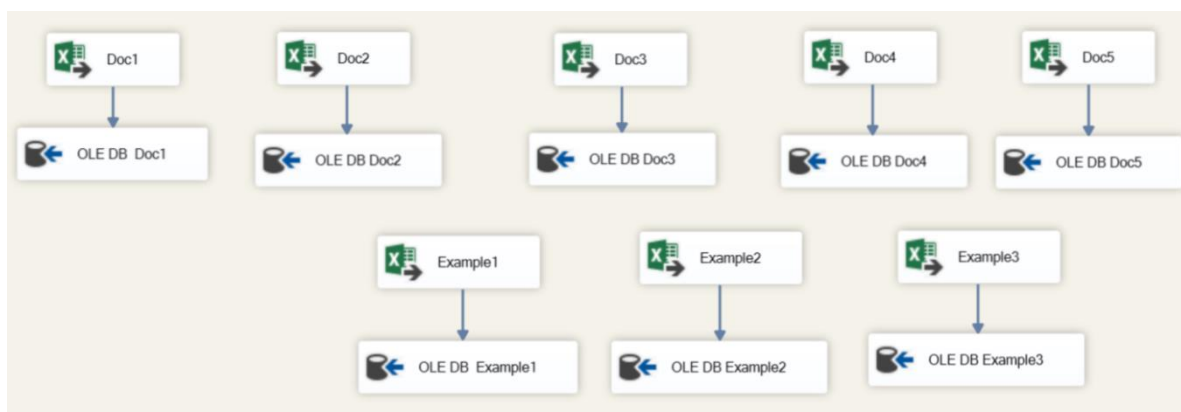 Doc1
Doc2
Doc3
Doc4
Doc5
OLE DB  Doc1
OLE DB Doc2
OLE DB Doc3
OLE DB Doc4
OLE DB Doc5
Example1
Example2
Example3
OLE DB  Example1
OLE DB Example2
OLE DB Example3